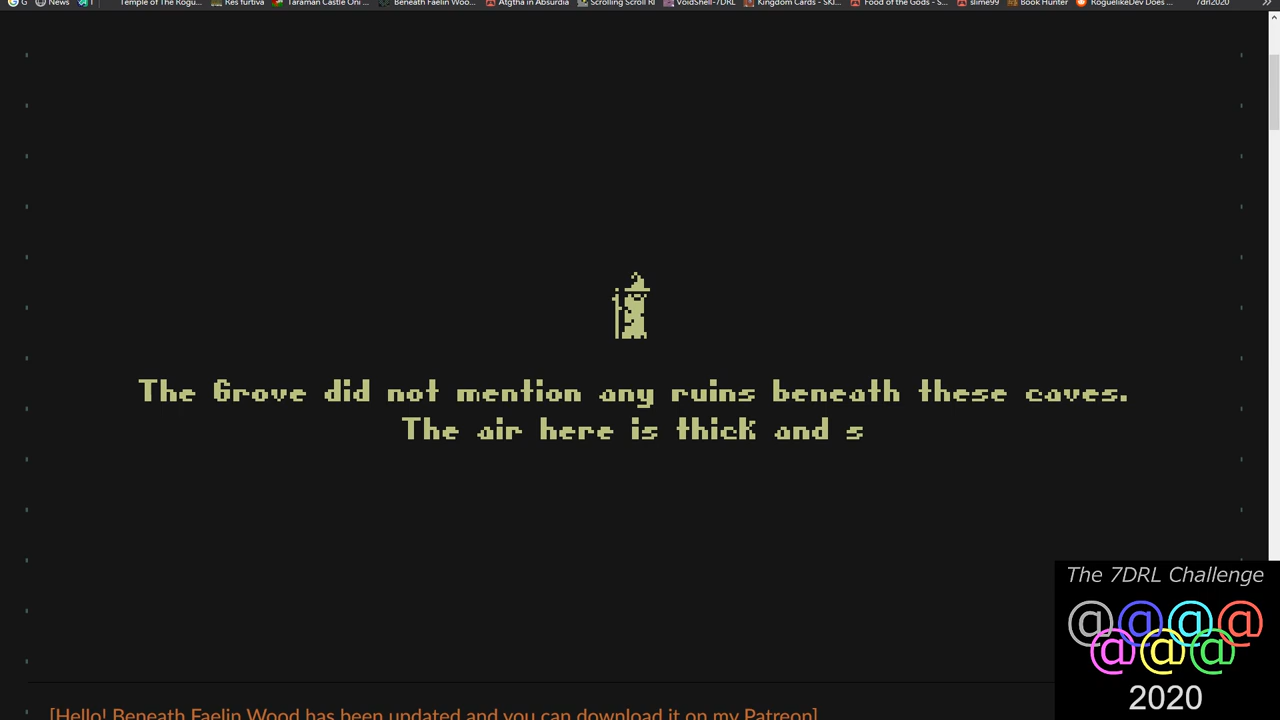 G News Temple of The Rogu... Res furtiva Taraman Castle Oni ... Beneath Faelin Woo... Atgtha in Absurdia Scrolling Scroll RI VoidShell-7DRL Kingdom Cards - SKI... Food of the Gods - S... slime99 Book Hunter RoguelikeDev Does ... 7drl2020 »
The Grove did not mention any ruins beneath these caves.
The air here is thick and s
The 7DRL Challenge
@@@@
@@@
2020
[Hello! Beneath Faelin Wood has been updated and you can download it on my Patreon]